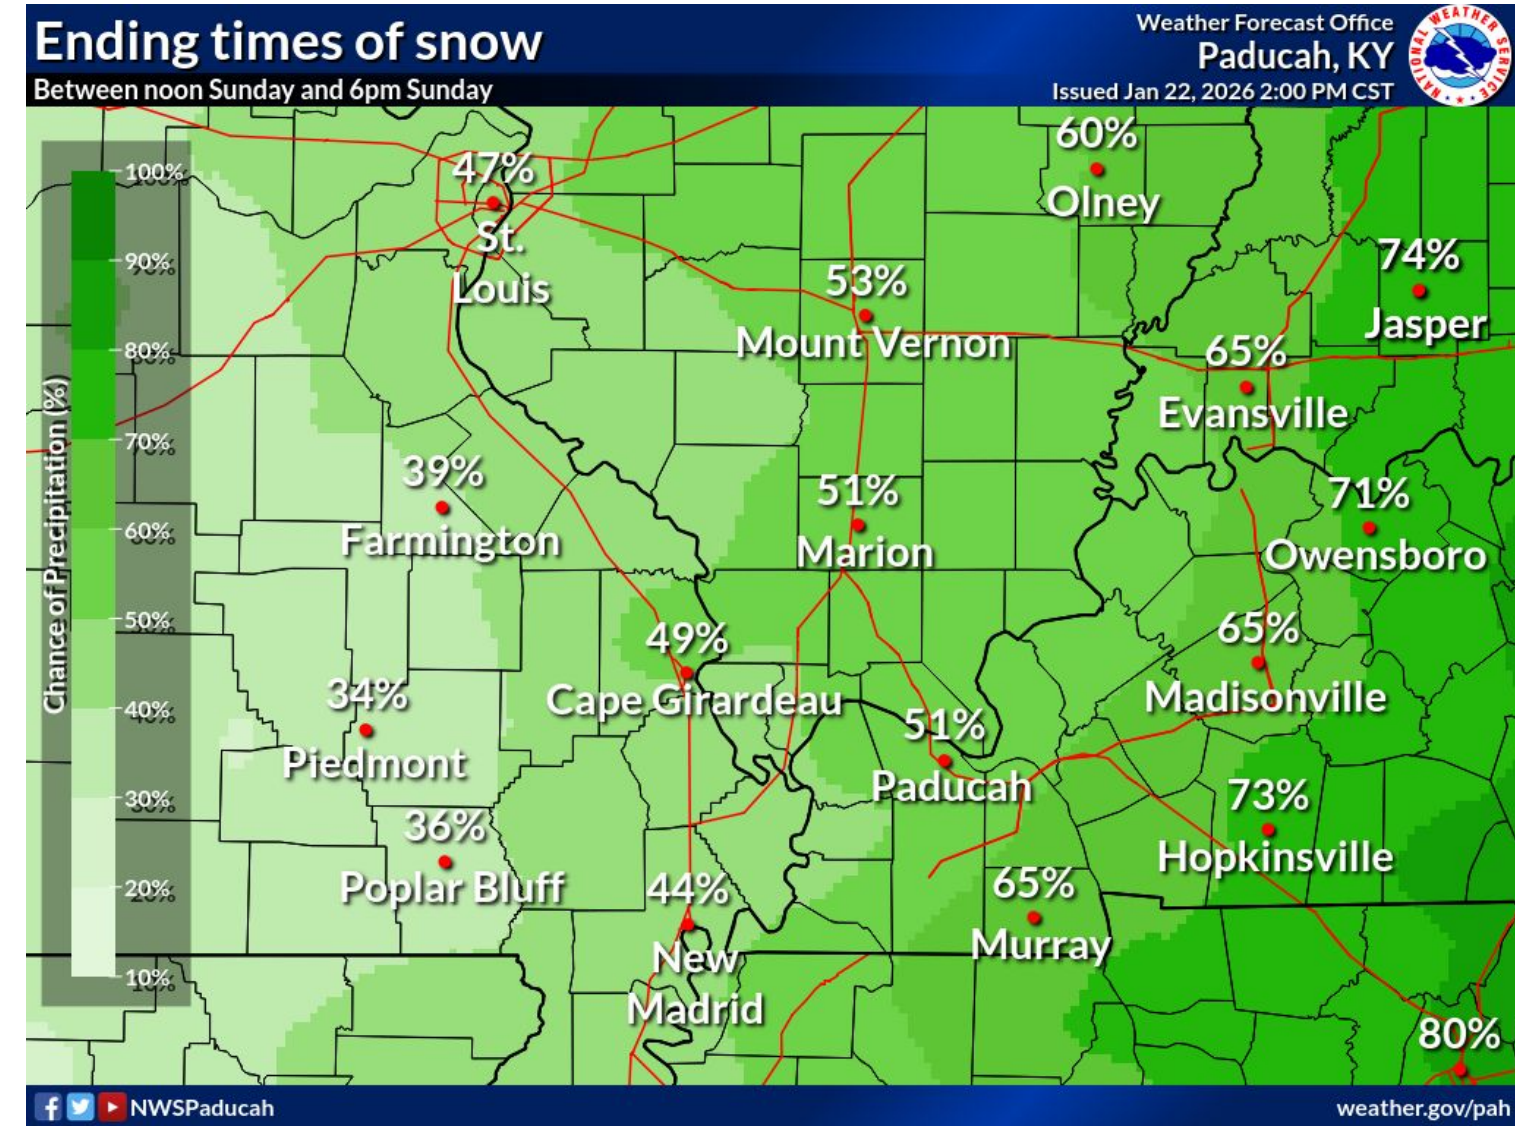 Ending times of snow
Between noon Sunday and 6pm Sunday
Weather Forecast Office
Paducah, KY
Issued Jan 22, 2026 2:00 PM CST
NATIONAL WEATHER SERVICE
Chance of Precipitation (%)
100%
90%
80%
70%
60%
50%
40%
30%
20%
10%
47%
St.
Louis
60%
Olney
53%
Mount Vernon
74%
Jasper
65%
Evansville
39%
Farmington
51%
Marion
71%
Owensboro
49%
Cape Girardeau
65%
Madisonville
34%
Piedmont
51%
Paducah
36%
Poplar Bluff
73%
Hopkinsville
44%
New
Madrid
65%
Murray
80%
NWSPaducah
weather.gov/pah